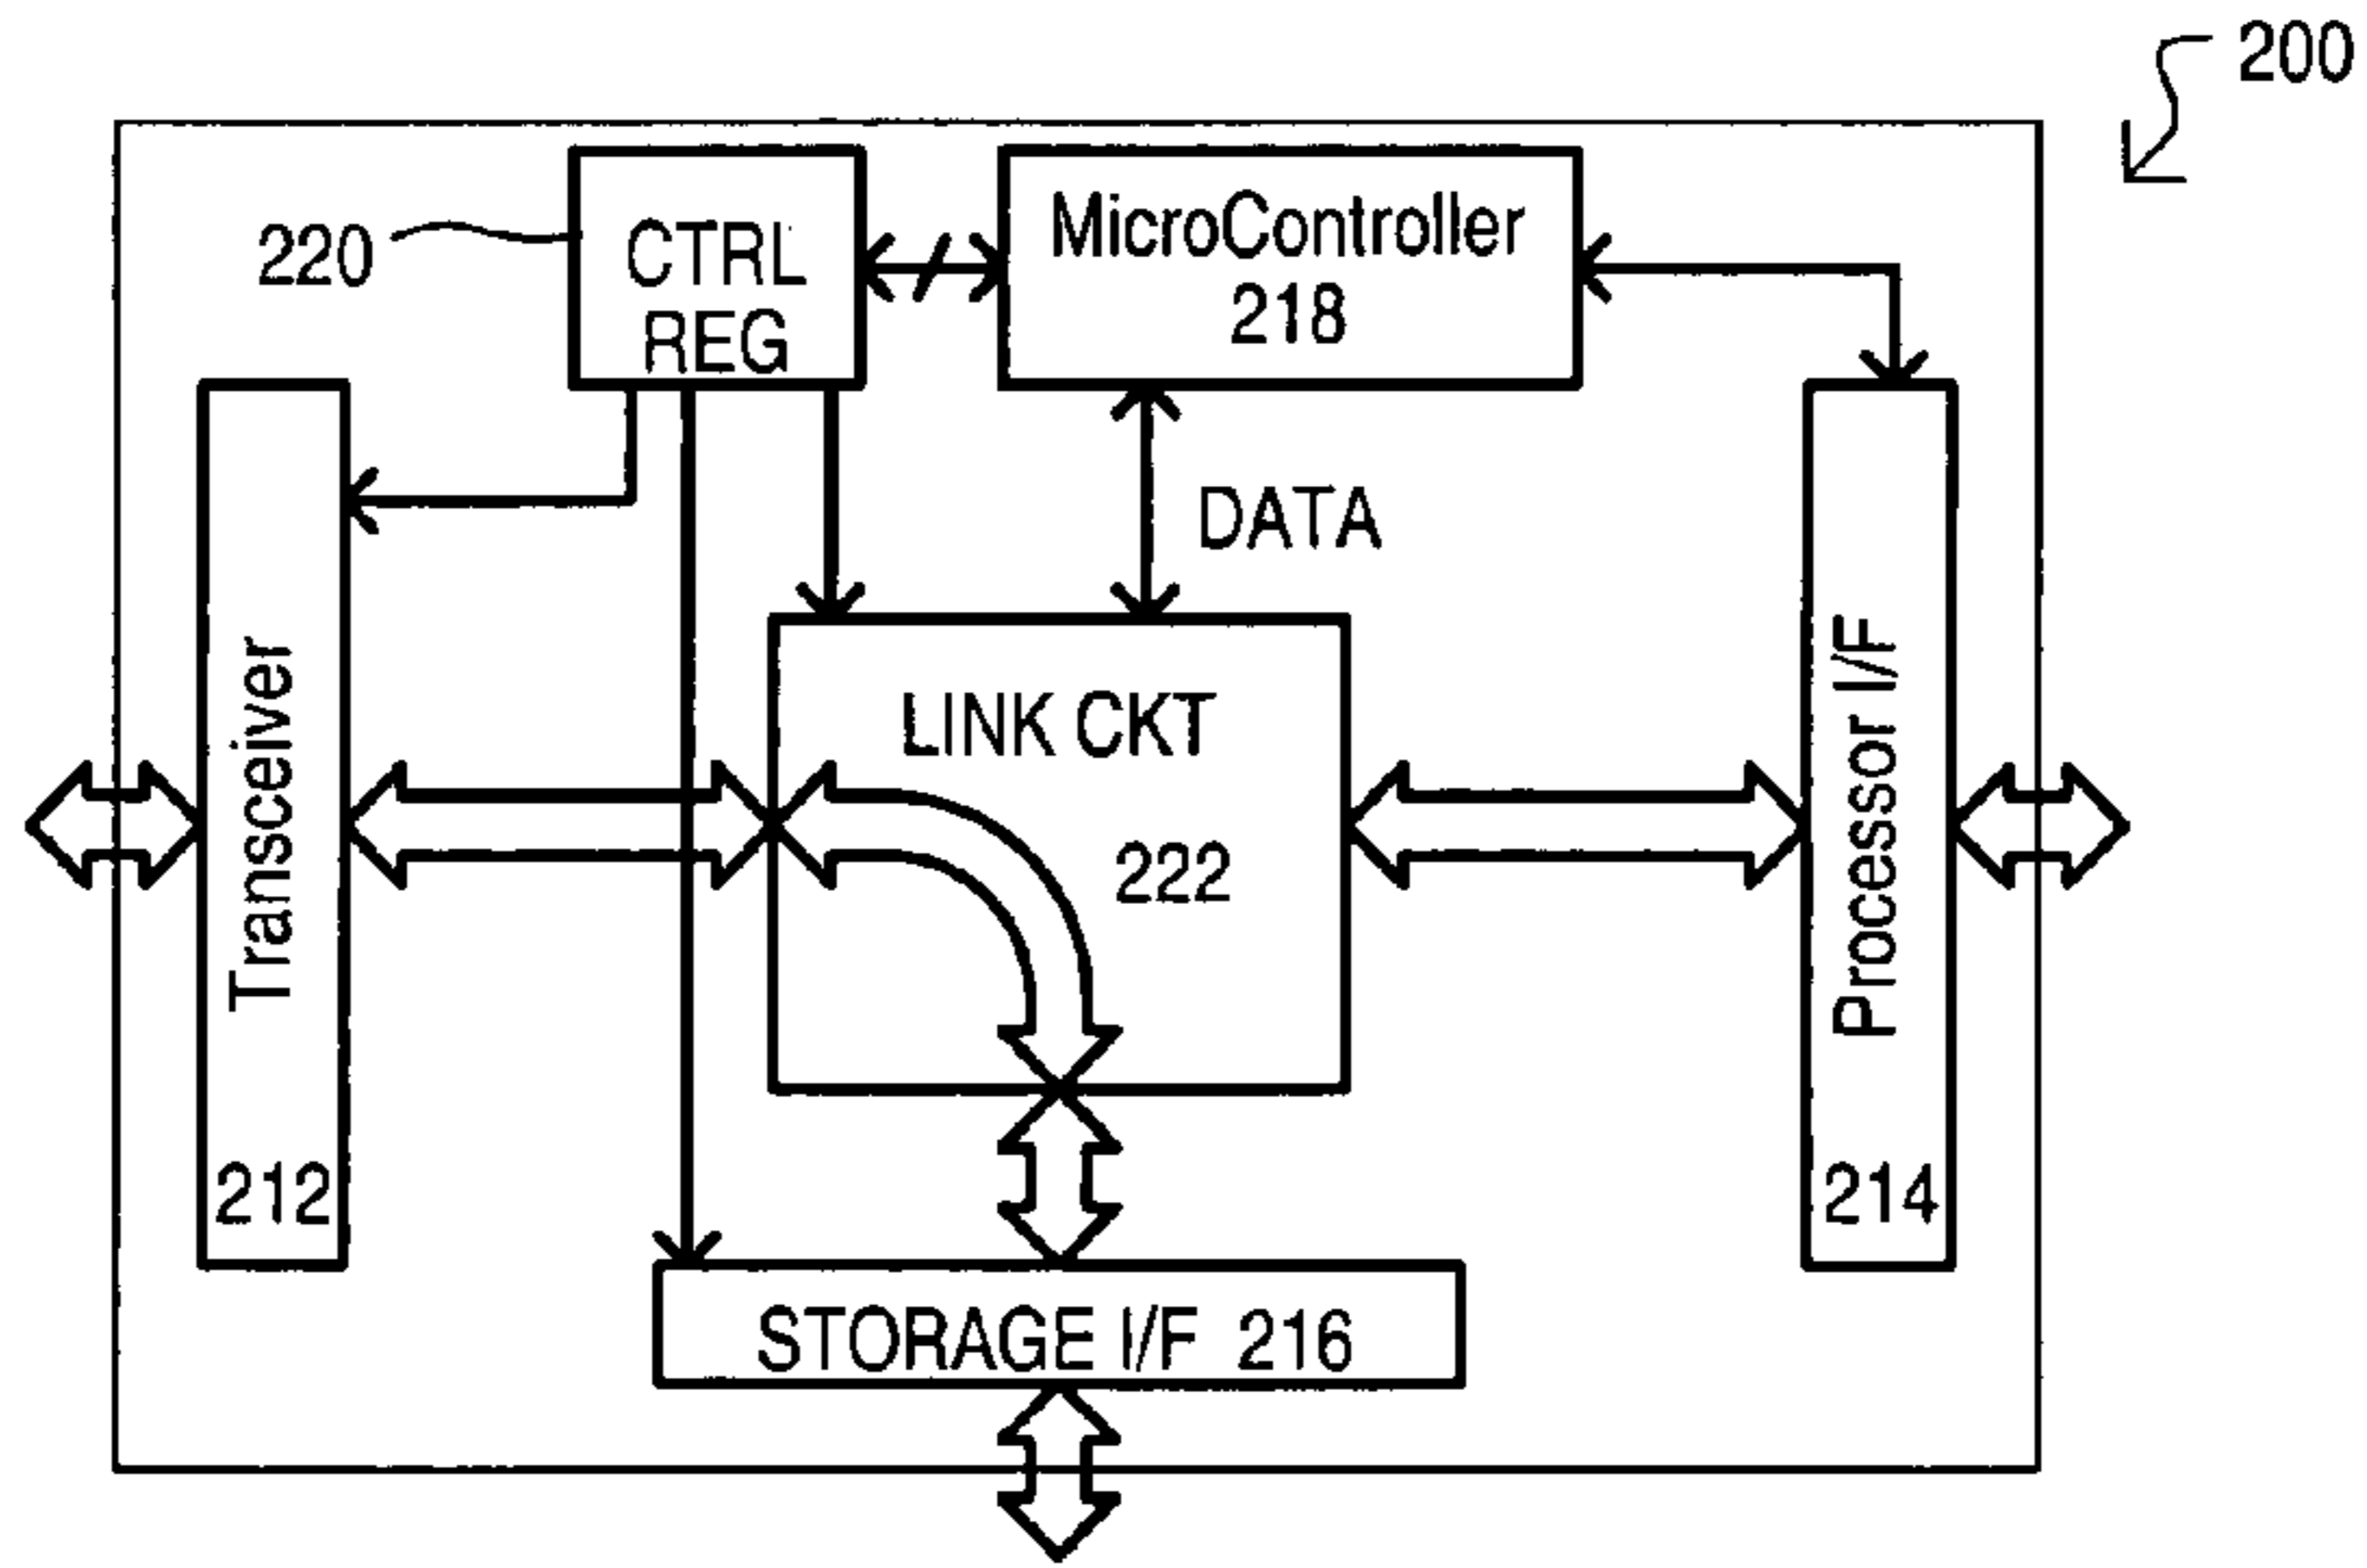 200
220
CTRL
REG
MicroController
218
DATA
LINK CKT
222
Transceiver
212
Processor I/F
214
STORAGE I/F 216